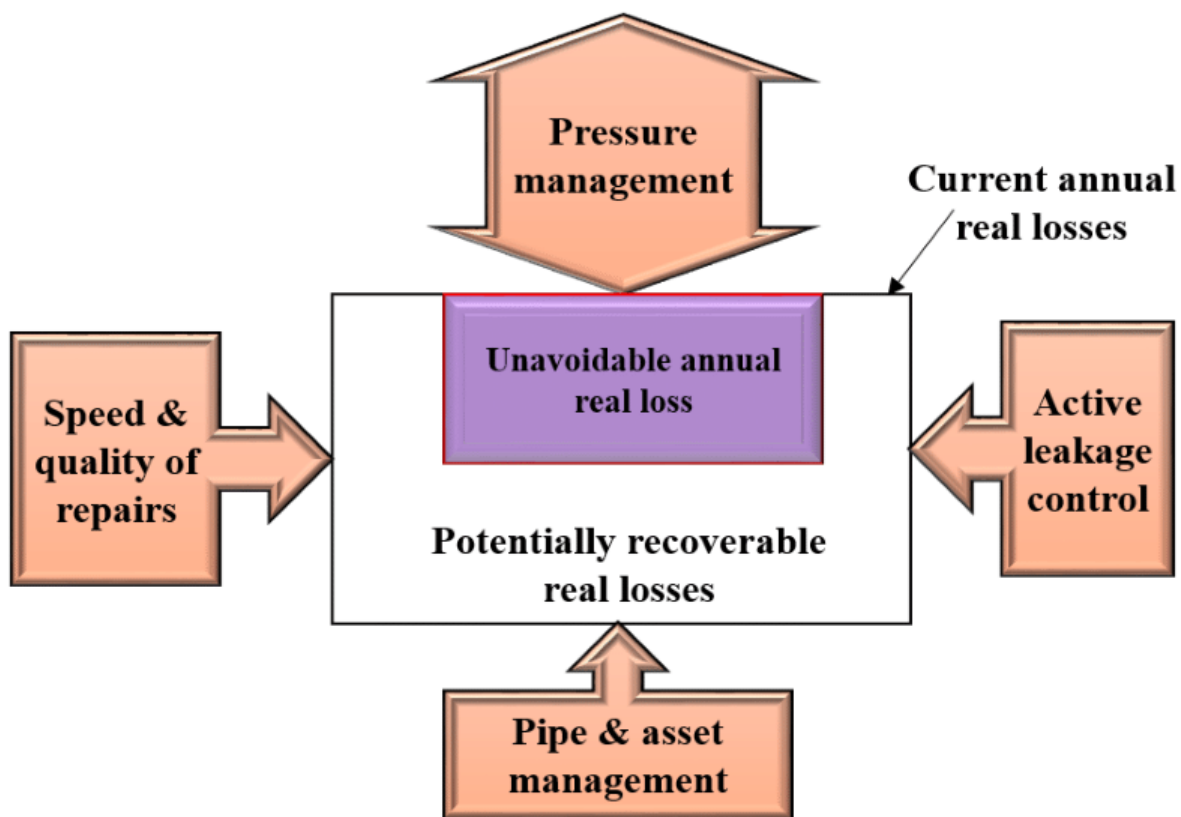 Pressure
management
Current annual
real losses
Unavoidable annual
real loss
Speed &
quality of
repairs
Active
leakage
control
Potentially recoverable
real losses
Pipe & asset
management